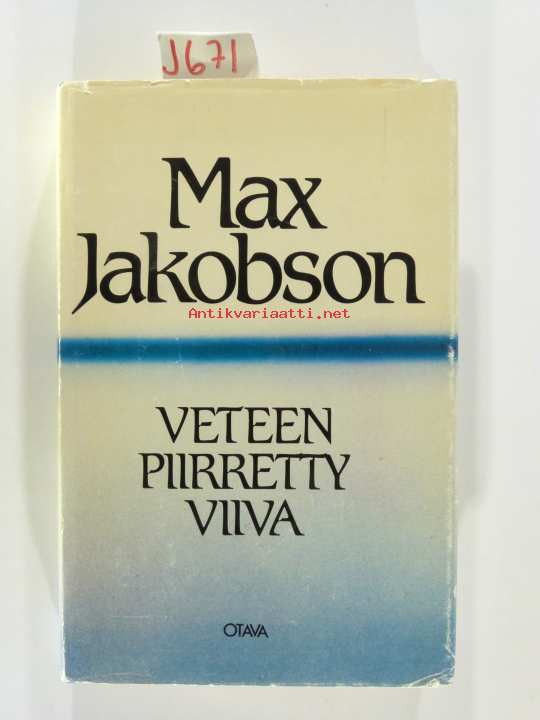 J671
Max
Jakobson
Antikvariaatti.net
VETEEN
PIIRRETTY
VIIVA
OTAVA